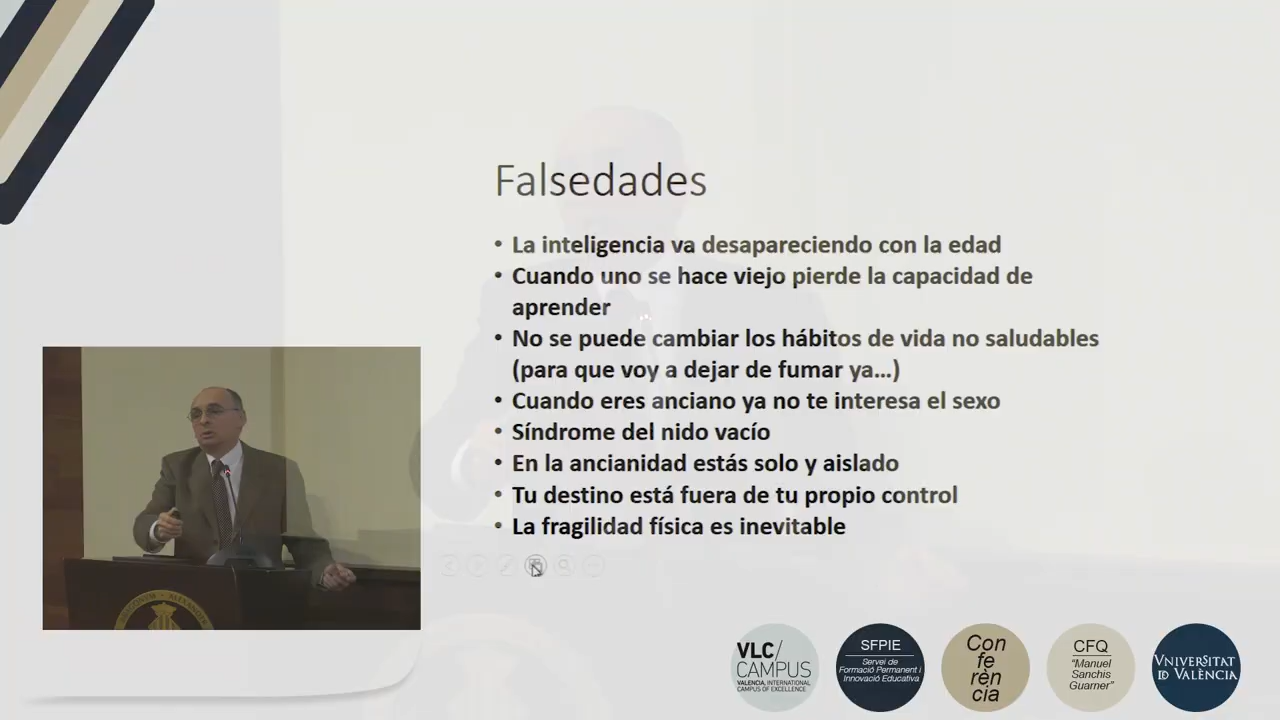 Falsedades
• La inteligencia va desapareciendo con la edad
• Cuando uno se hace viejo pierde la capacidad de
aprender
• No se puede cambiar los hábitos de vida no saludables
(para que voy a dejar de fumar ya...)
• Cuando eres anciano ya no te interesa el sexo
• Síndrome del nido vacío
• En la ancianidad estás solo y aislado
• Tu destino está fuera de tu propio control
• La fragilidad física es inevitable
VLC/
CAMPUS
VALENCIA, INTERNATIONAL
CAMPUS OF EXCELLENCE
SFPIE
Servei de
Formació Permanent i
Innovació Educativa
Con
fe
rèn
cia
CFQ
"Manuel
Sanchis
Guarner"
VNIVERSITAT
ID VALÈNCIA